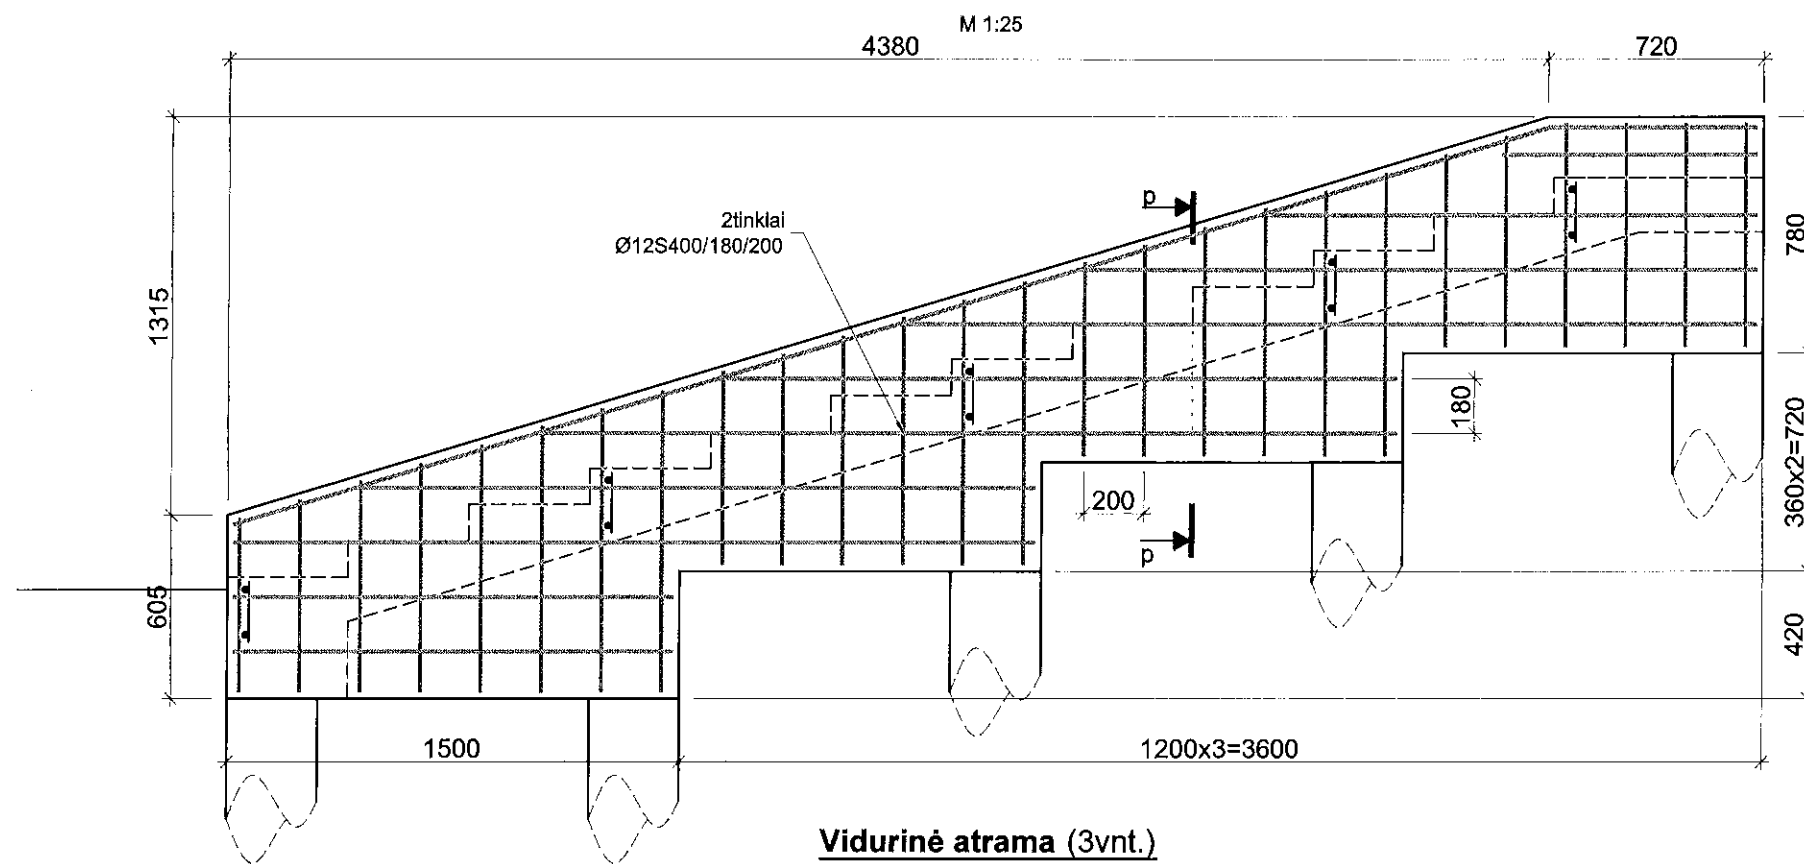 M 1:25
4380
720
2tinklai
Ø12S400/180/200
p
780
1315
180
360x2=720
200
p
605
420
1500
1200x3=3600
Vidurinė atrama (3vnt.)